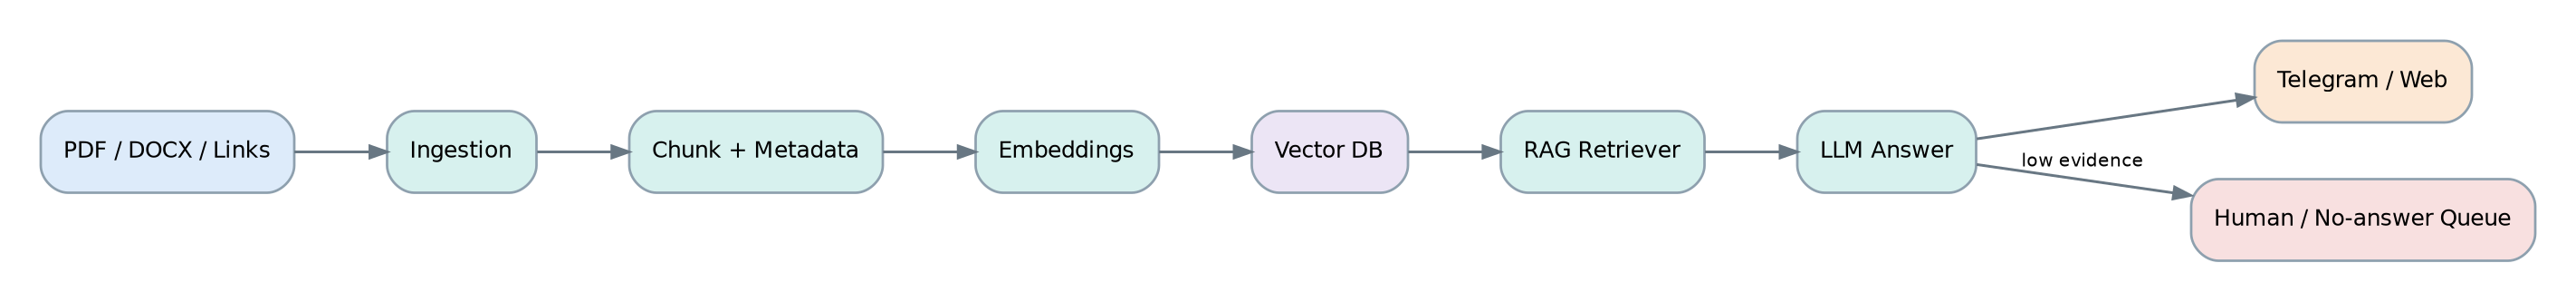 PDF / DOCX / Links
Ingestion
Chunk + Metadata
Embeddings
Vector DB
RAG Retriever
LLM Answer
Telegram / Web
low evidence
Human / No-answer Queue